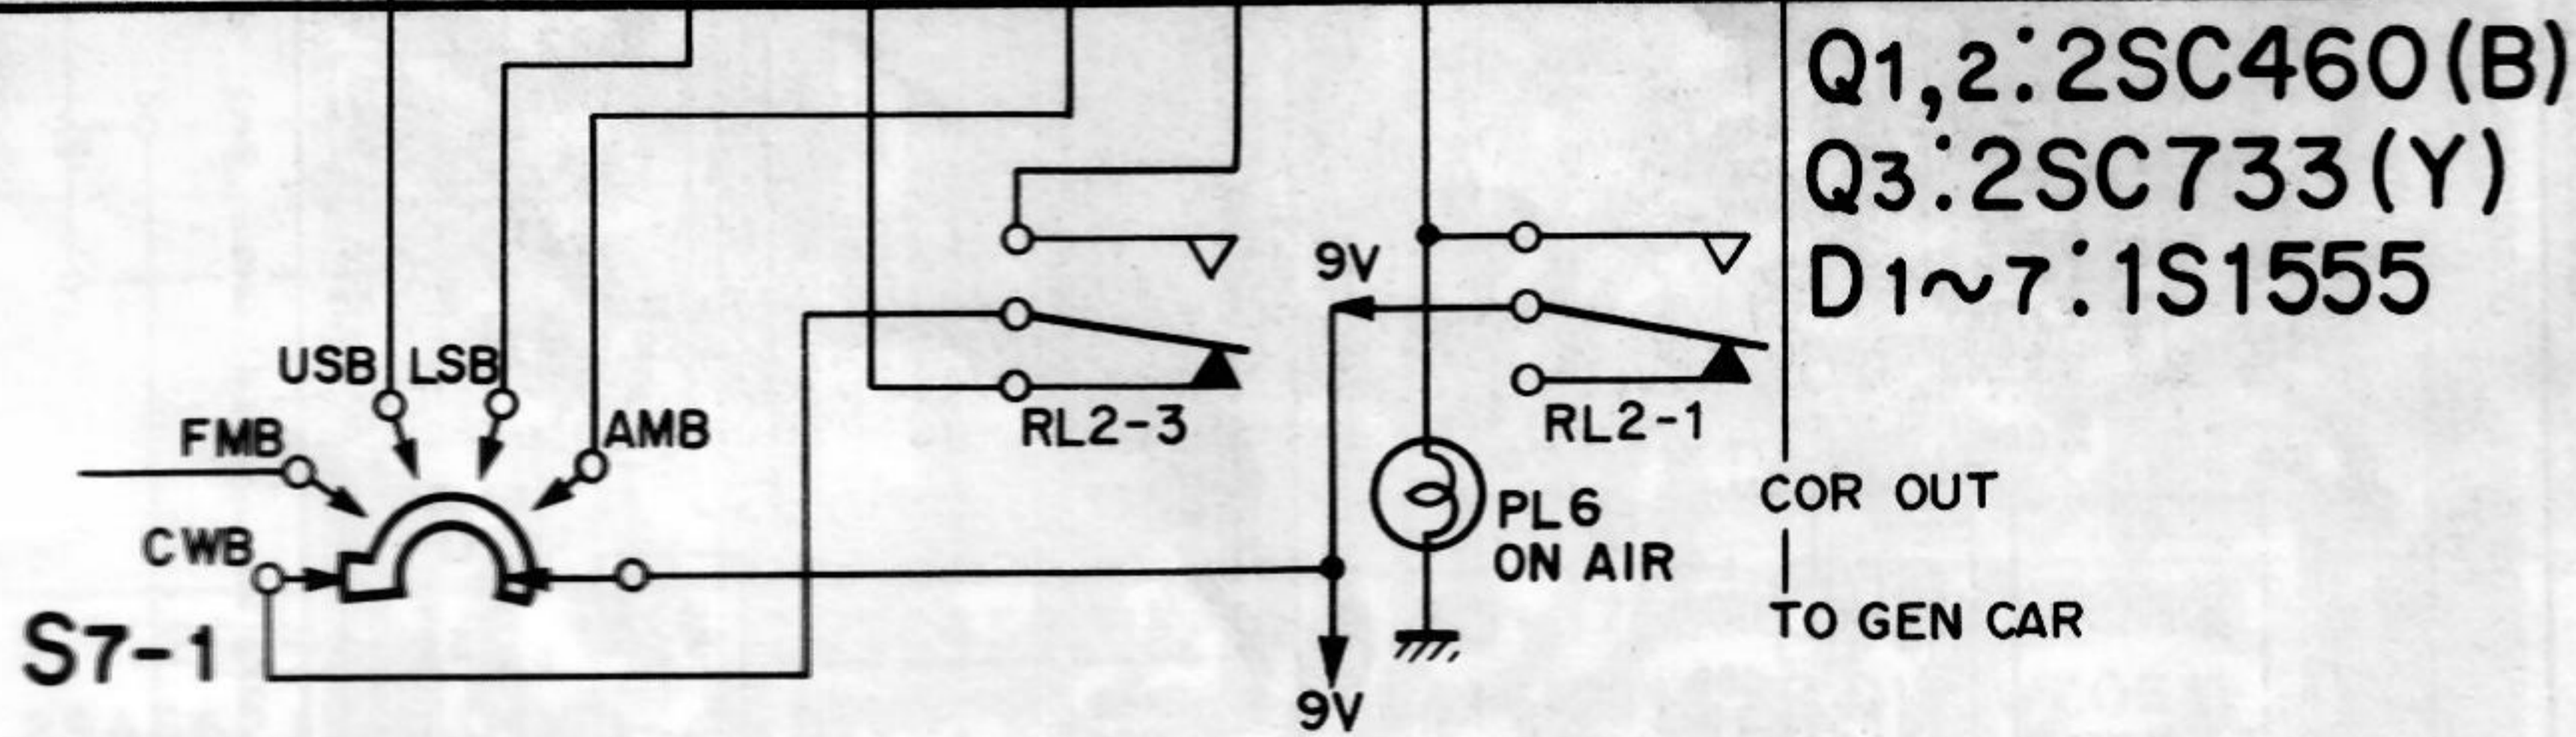 Q1,2:2SC460(B)
Q3:2SC733(Y)
D1~7:1S1555
9V
USB LSB
FMB
AMB
RL2-3
RL2-1
CWB
PL6
ON AIR
COR OUT
TO GEN CAR
S7-1
9V